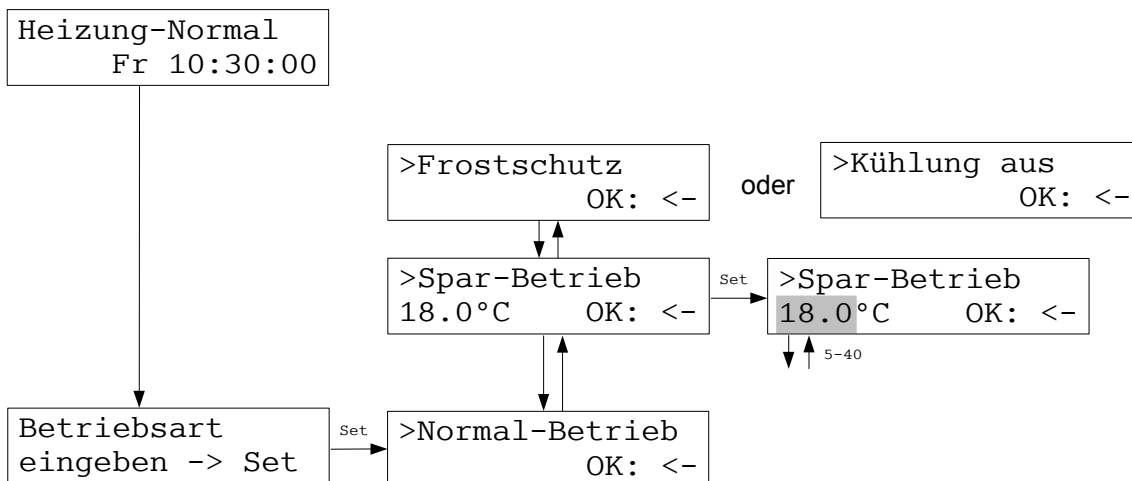 Heizung-Normal
Fr 10:30:00
>Frostschutz
OK: <-
oder
>Kühlung aus
OK: <-
>Spar-Betrieb
18.0°C OK: <-
Set
>Spar-Betrieb
18.0°C OK: <-
5-40
Betriebsart
eingeben -> Set
Set
>Normal-Betrieb
OK: <-